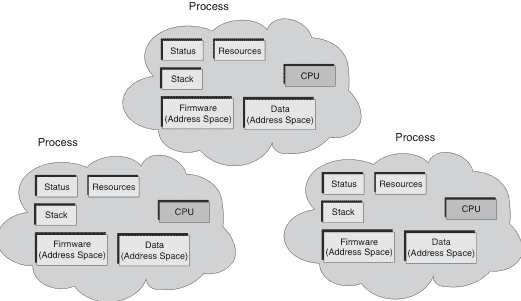 Process
Status
Resources
Stack
CPU
Firmware
(Address Space)
Data
(Address Space)
Process
Status
Resources
Stack
CPU
Firmware
(Address Space)
Data
(Address Space)
Process
Status
Resources
Stack
CPU
Firmware
(Address Space)
Data
(Address Space)